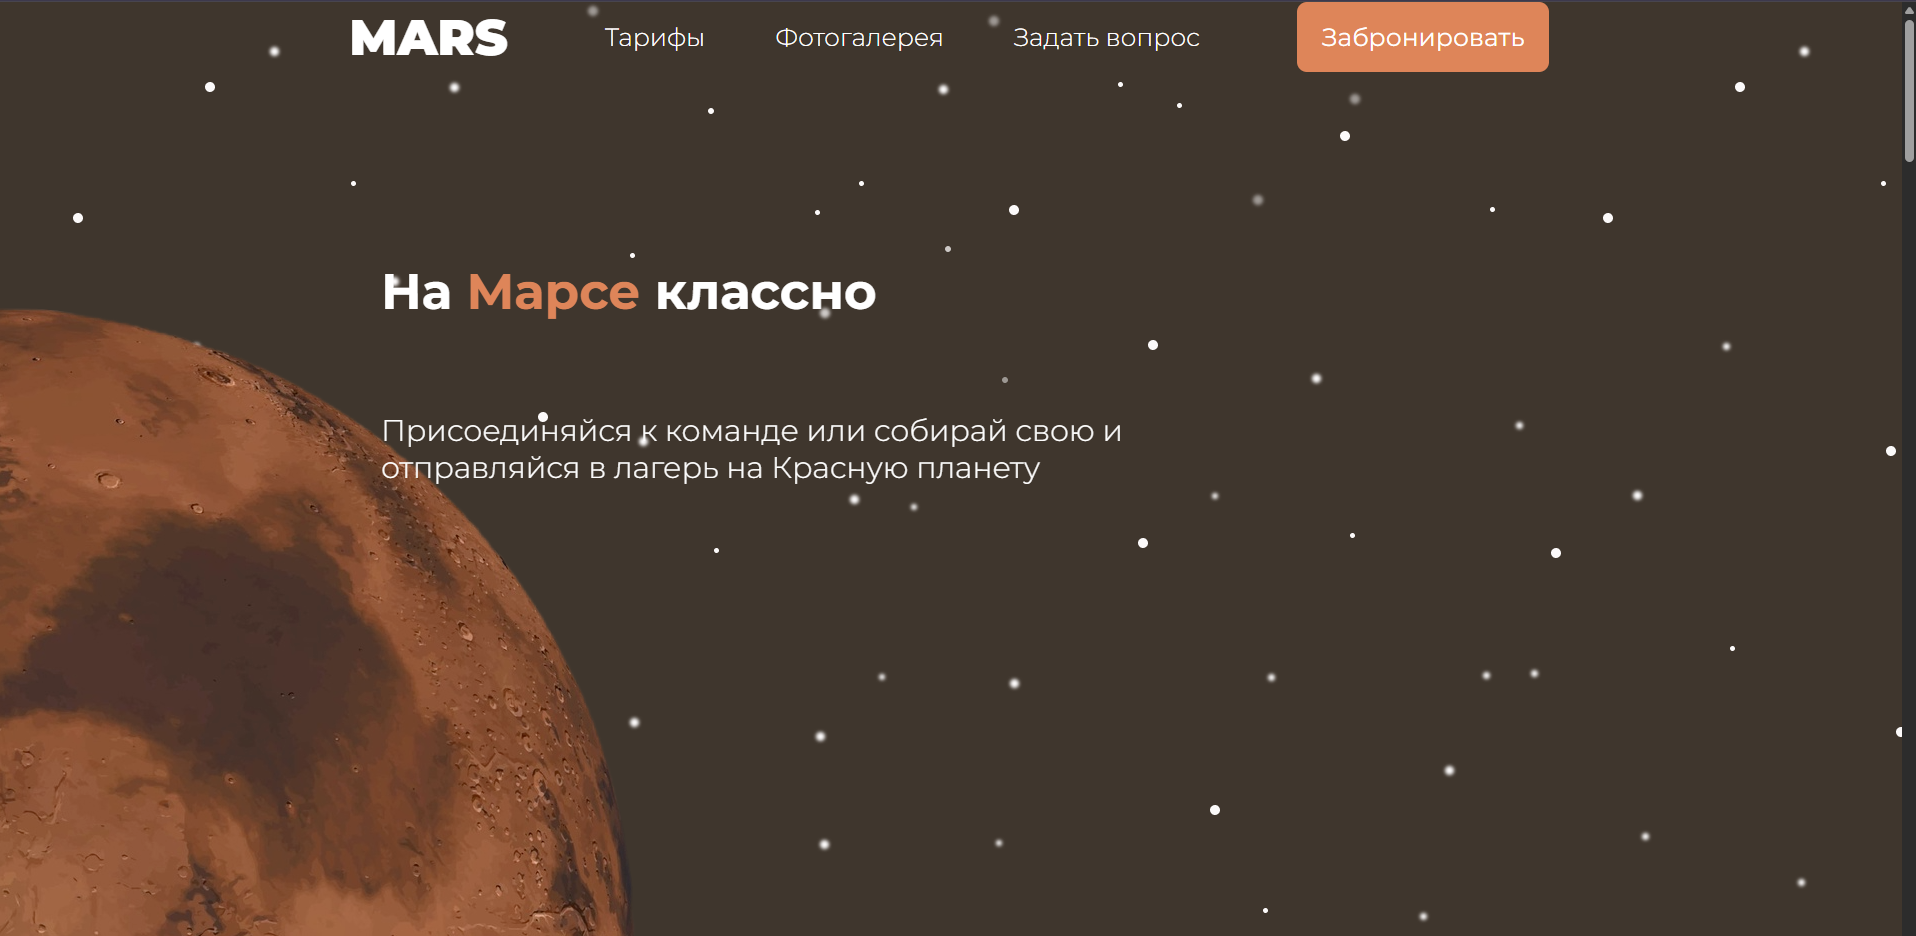 MARS
Тарифы
Фотогалерея
Задать вопрос
Забронировать
На Марсе классно
Присоединяйся к команде или собирай свою и
отправляйся в лагерь на Красную планету